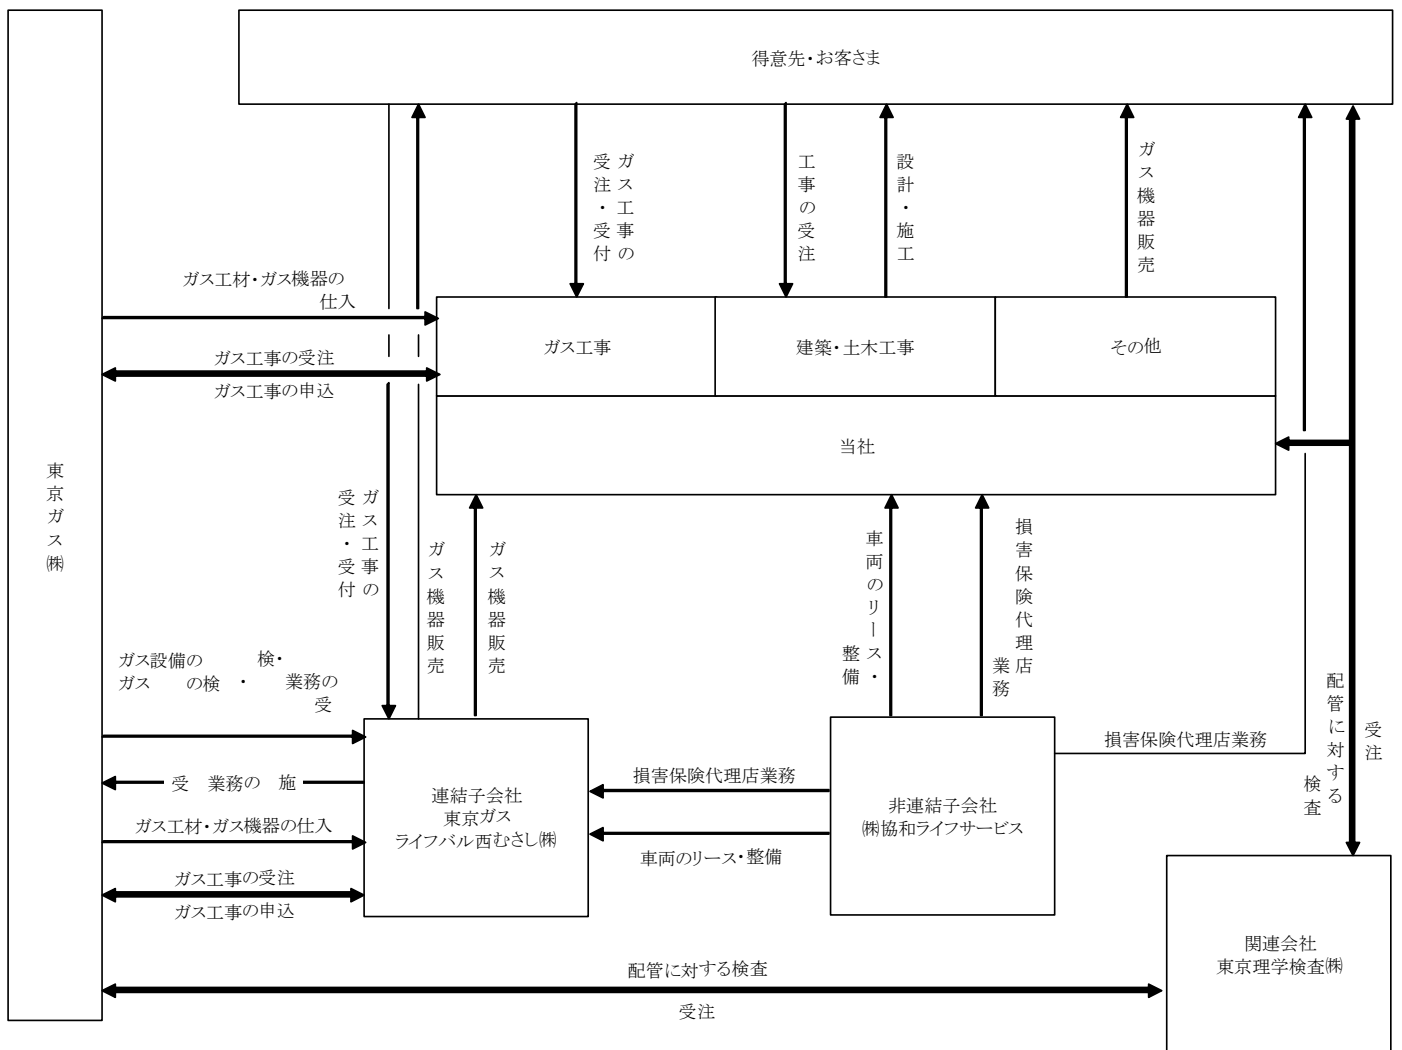 得意先・お客さま
ガス工事の
受注・受付
工事の受注
設計・施工
ガス機器販売
ガス工材・ガス機器の
仕入
ガス工事の受注
ガス工事の申込
ガス工事
建築・土木工事
その他
当社
東京ガス㈱
ガス工事の
受注・受付
ガス機器販売
ガス機器販売
車両のリース・
整備
損害保険代理店
業務
配管に対する
検査
受注
ガス設備の 検・
ガス の検 ・ 業務の
受
受 業務の 施
ガス工材・ガス機器の仕入
ガス工事の受注
ガス工事の申込
連結子会社
東京ガス
ライフバル西むさし㈱
損害保険代理店業務
車両のリース・整備
非連結子会社
㈱協和ライフサービス
損害保険代理店業務
関連会社
東京理学検査㈱
配管に対する検査
受注